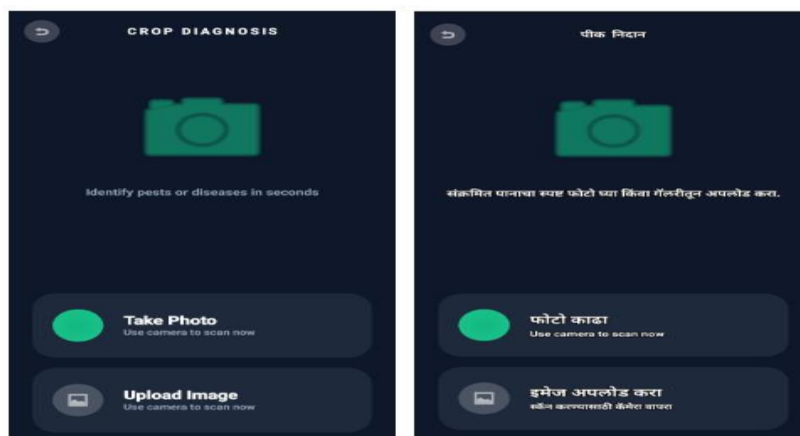 CROP DIAGNOSIS
Identify pests or diseases in seconds
Take Photo
Use camera to scan now
Upload Image
Use camera to scan now
पीक निदान
संक्रमित पानाचा स्पष्ट फोटो घ्या किंवा गॅलरीतून अपलोड करा.
फोटो काढा
Use camera to scan now
इमेज अपलोड करा
स्कॅन करण्यासाठी कॅमेरा वापरा